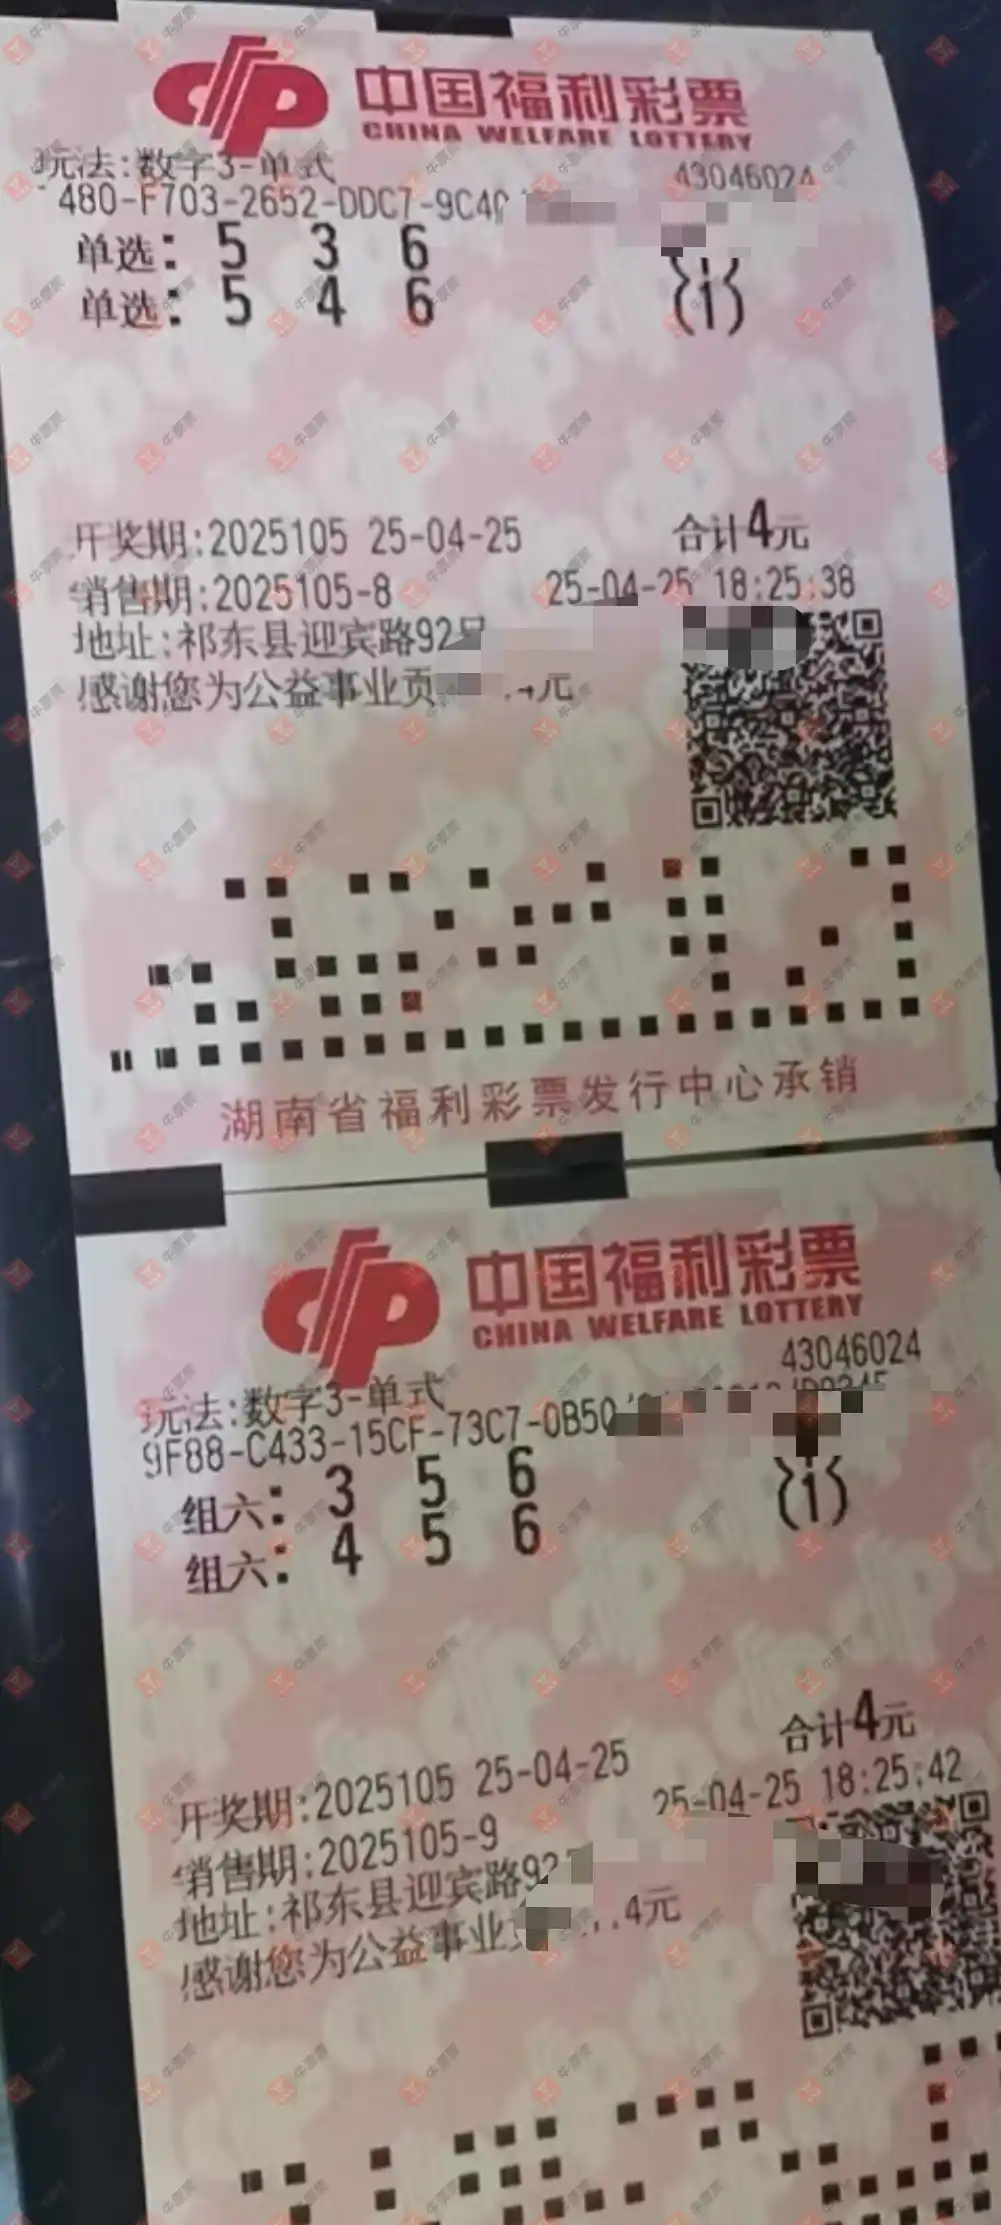 中国福利彩票
CHINA WELFARE LOTTERY
玩法:数字3-单式
43046024
480-F703-2652-DDC7-9C40
单选: 5 3 6
单选: 5 4 6 (1)
开奖期:2025105 25-04-25 合计4元
销售期:2025105-8 25-04-25 18:25:38
地址:祁东县迎宾路92号
感谢您为公益事业贡 .4元
湖南省福利彩票发行中心承销
中国福利彩票
CHINA WELFARE LOTTERY
43046024
玩法:数字3-单式
9F88-C433-15CF-73C7-0B50
组六: 3 5 6 (1)
组六: 4 5 6
合计4元
开奖期:2025105 25-04-25
25-04-25 18:25:42
销售期:2025105-9
地址:祁东县迎宾路92
感谢您为公益事业 .4元